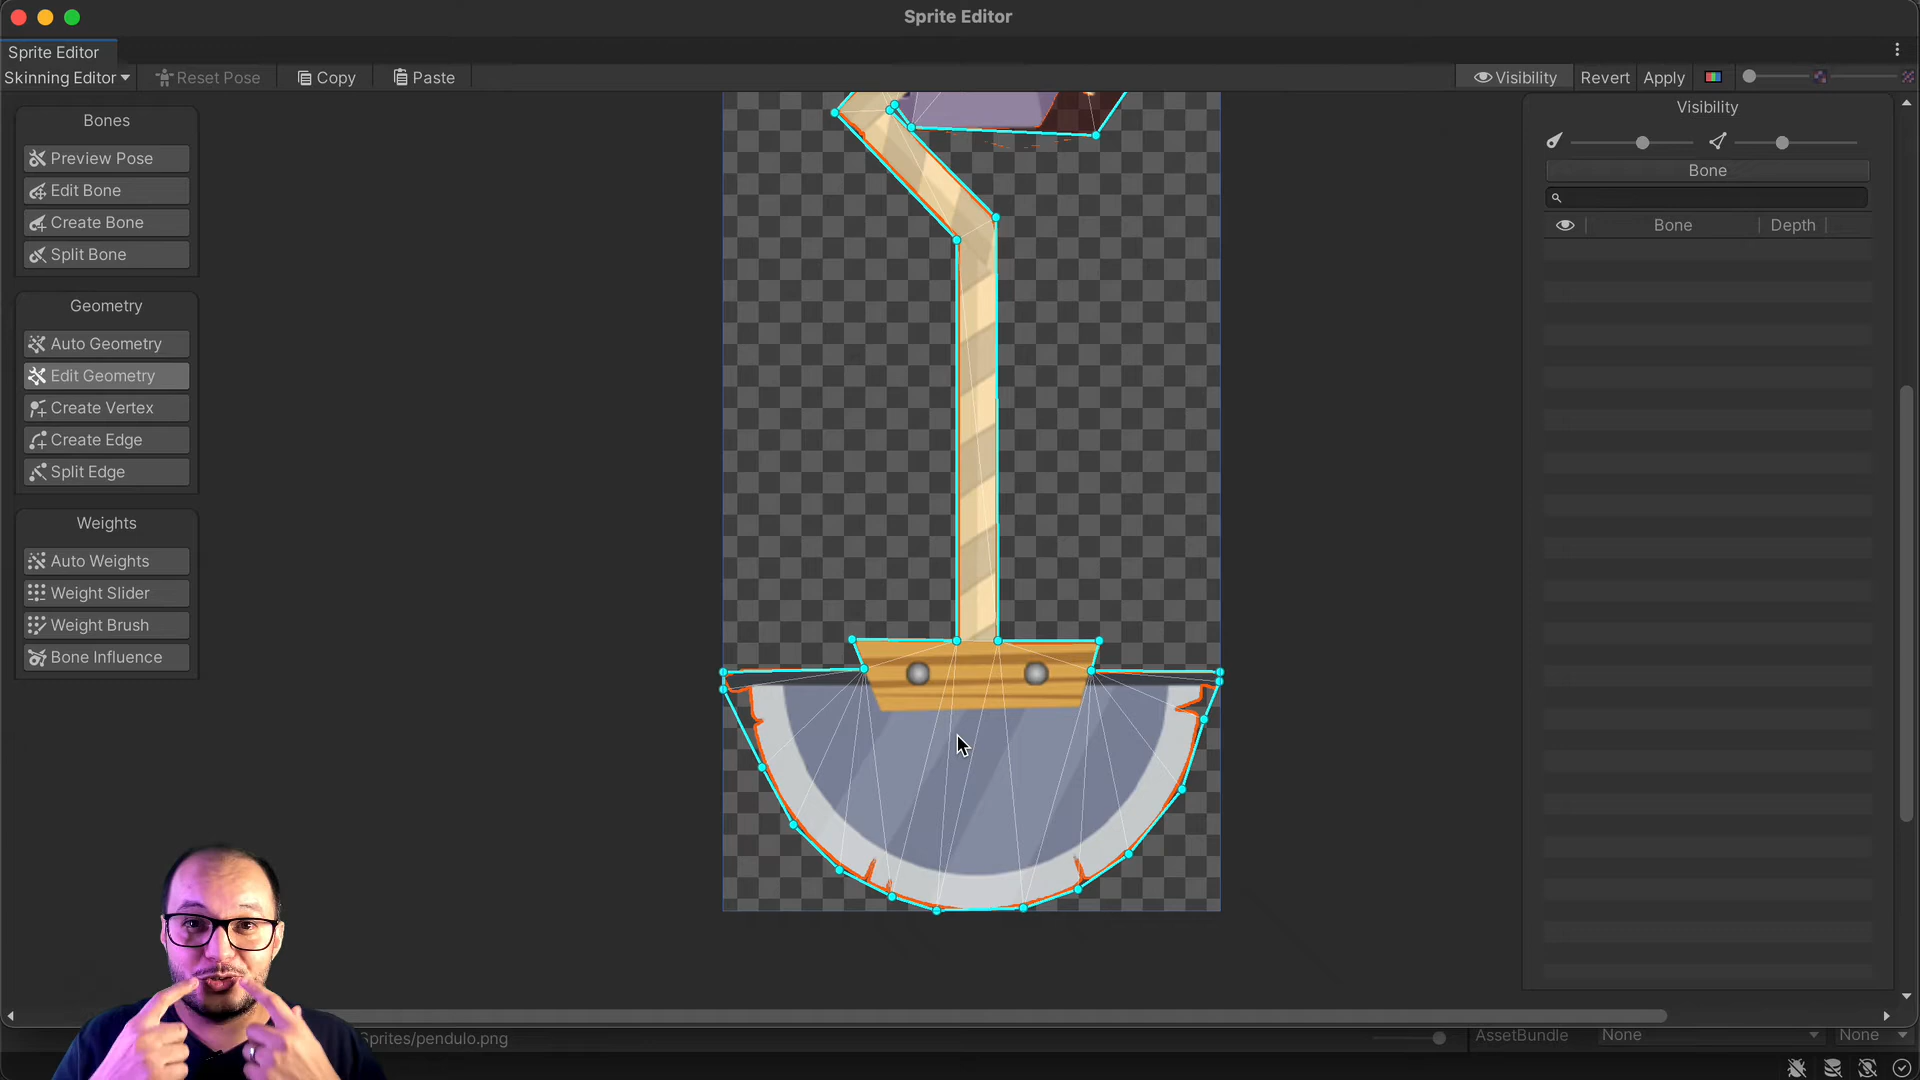 Sprite Editor
Sprite Editor
Skinning Editor
Reset Pose
Copy
Paste
Visibility
Revert
Apply
Bones
Preview Pose
Edit Bone
Create Bone
Split Bone
Geometry
Auto Geometry
Edit Geometry
Create Vertex
Create Edge
Split Edge
Weights
Auto Weights
Weight Slider
Weight Brush
Bone Influence
Visibility
Bone
Bone
Depth
Sprites/pendulo.png
AssetBundle
None
None